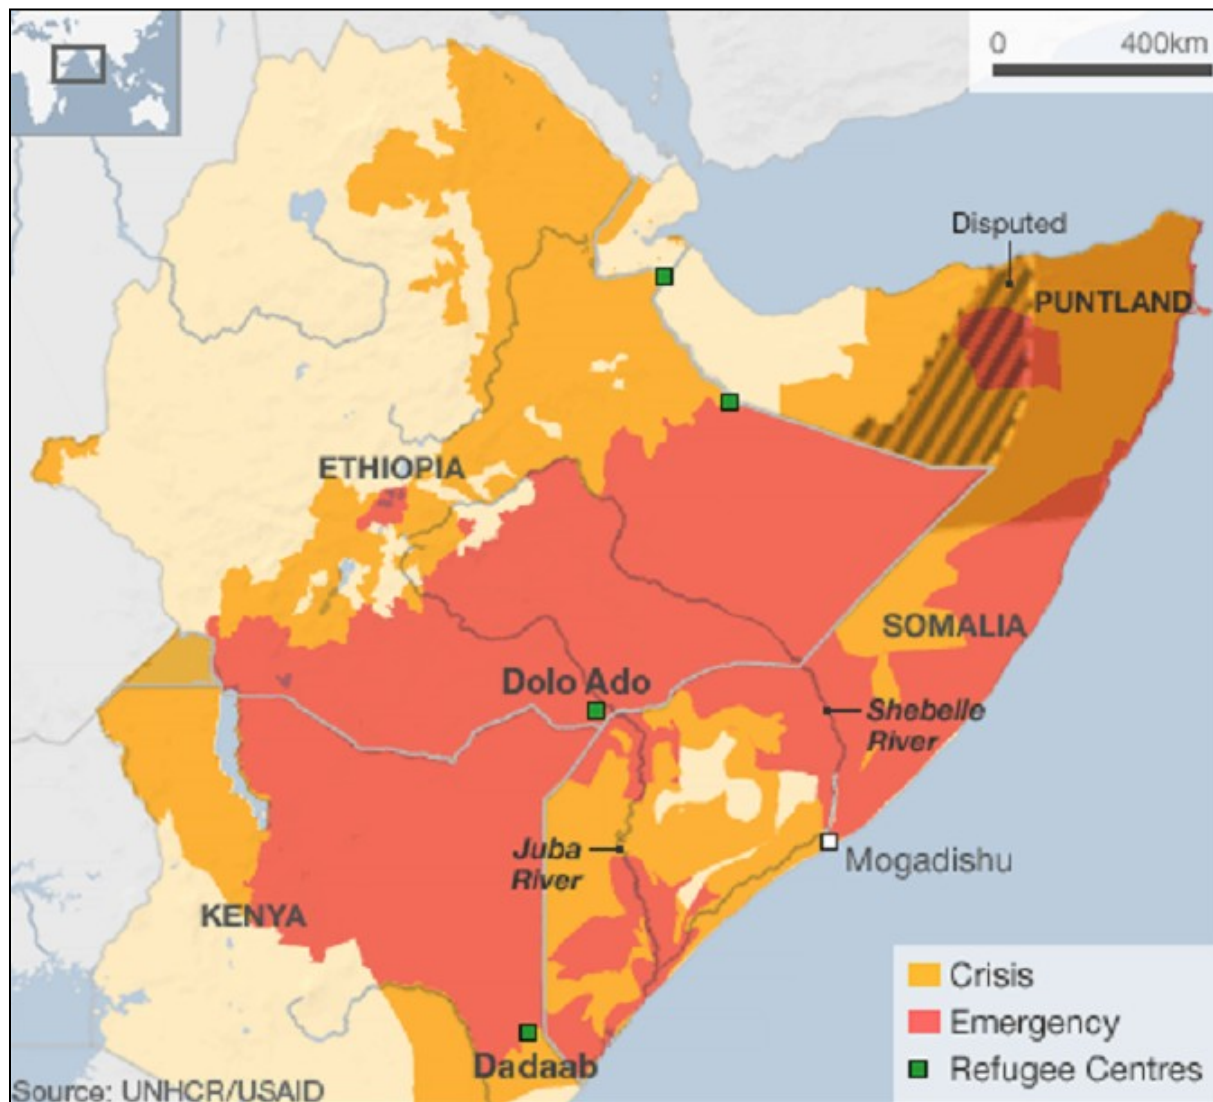 0 400km
Disputed
PUNTLAND
ETHIOPIA
SOMALIA
Dolo Ado
Shebelle
River
Juba
River
Mogadishu
KENYA
Crisis
Emergency
Refugee Centres
Dadaab
Source: UNHCR/USAID